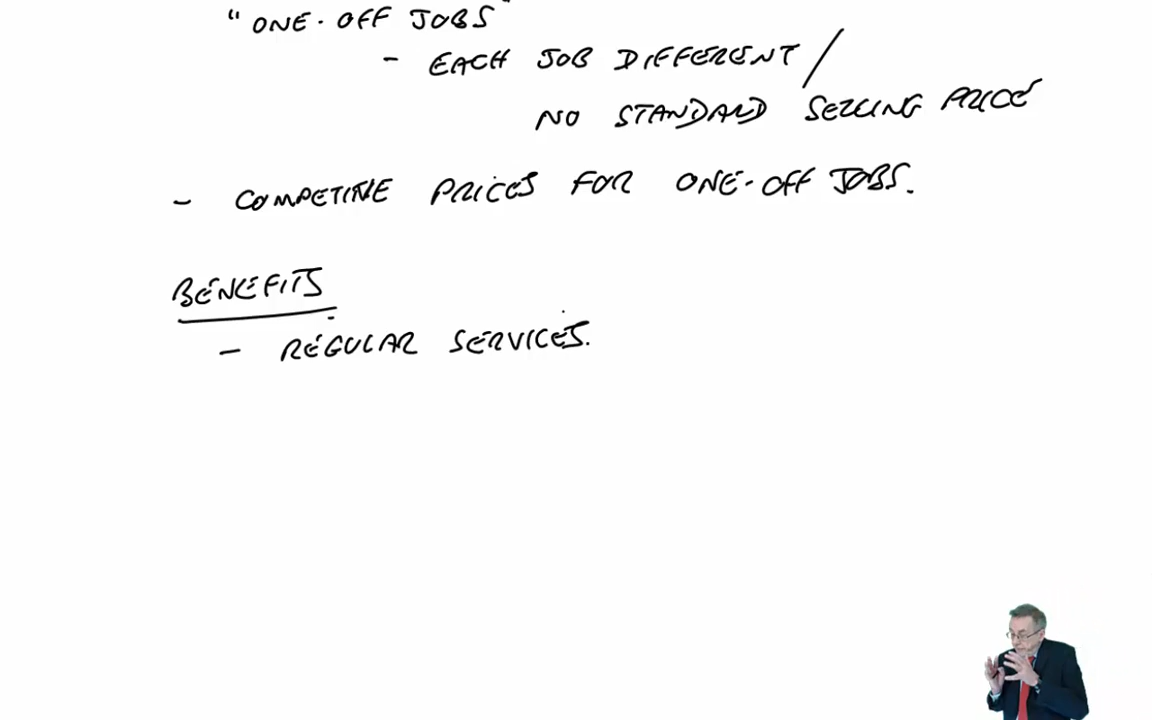 "ONE-OFF JOBS"
- EACH JOB DIFFERENT /
NO STANDARD SELLING PRICE
- COMPETITIVE PRICES FOR ONE-OFF JOBS.
BENEFITS
- REGULAR SERVICES.